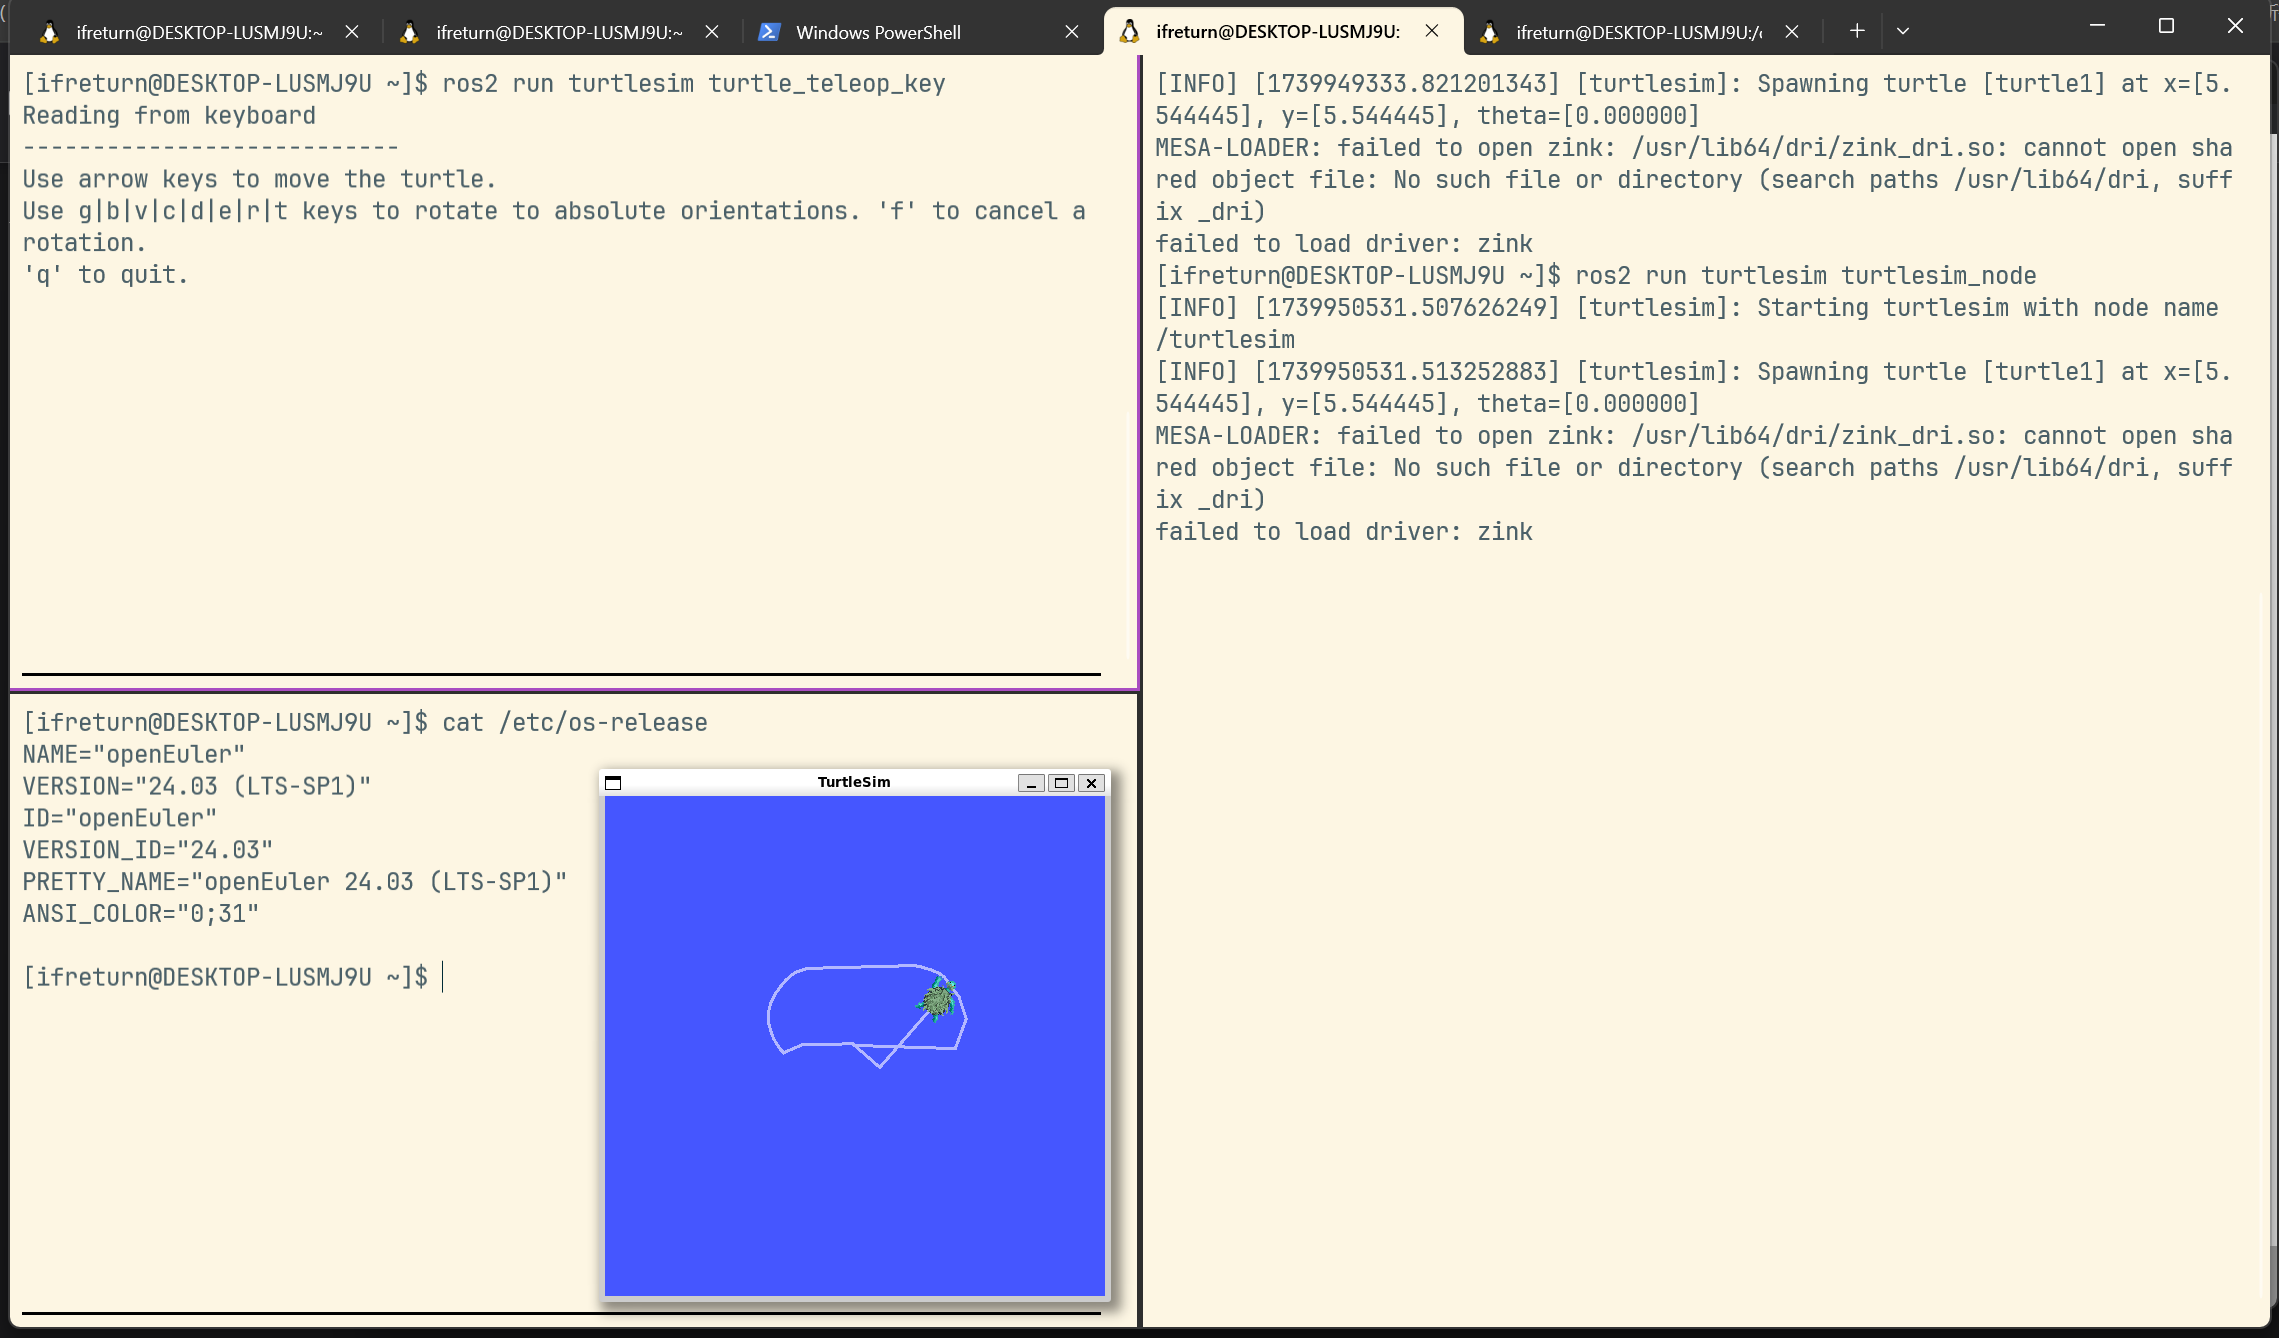 ifreturn@DESKTOP-LUSMJ9U:~
ifreturn@DESKTOP-LUSMJ9U:~
Windows PowerShell
ifreturn@DESKTOP-LUSMJ9U:
ifreturn@DESKTOP-LUSMJ9U:/
[ifreturn@DESKTOP-LUSMJ9U ~]$ ros2 run turtlesim turtle_teleop_key
Reading from keyboard
---------------------------
Use arrow keys to move the turtle.
Use g|b|v|c|d|e|r|t keys to rotate to absolute orientations. 'f' to cancel a
rotation.
'q' to quit.
[ifreturn@DESKTOP-LUSMJ9U ~]$ cat /etc/os-release
NAME="openEuler"
VERSION="24.03 (LTS-SP1)"
ID="openEuler"
VERSION_ID="24.03"
PRETTY_NAME="openEuler 24.03 (LTS-SP1)"
ANSI_COLOR="0;31"
[ifreturn@DESKTOP-LUSMJ9U ~]$
TurtleSim
[INFO] [1739949333.821201343] [turtlesim]: Spawning turtle [turtle1] at x=[5.
544445], y=[5.544445], theta=[0.000000]
MESA-LOADER: failed to open zink: /usr/lib64/dri/zink_dri.so: cannot open sha
red object file: No such file or directory (search paths /usr/lib64/dri, suff
ix _dri)
failed to load driver: zink
[ifreturn@DESKTOP-LUSMJ9U ~]$ ros2 run turtlesim turtlesim_node
[INFO] [1739950531.507626249] [turtlesim]: Starting turtlesim with node name
/turtlesim
[INFO] [1739950531.513252883] [turtlesim]: Spawning turtle [turtle1] at x=[5.
544445], y=[5.544445], theta=[0.000000]
MESA-LOADER: failed to open zink: /usr/lib64/dri/zink_dri.so: cannot open sha
red object file: No such file or directory (search paths /usr/lib64/dri, suff
ix _dri)
failed to load driver: zink